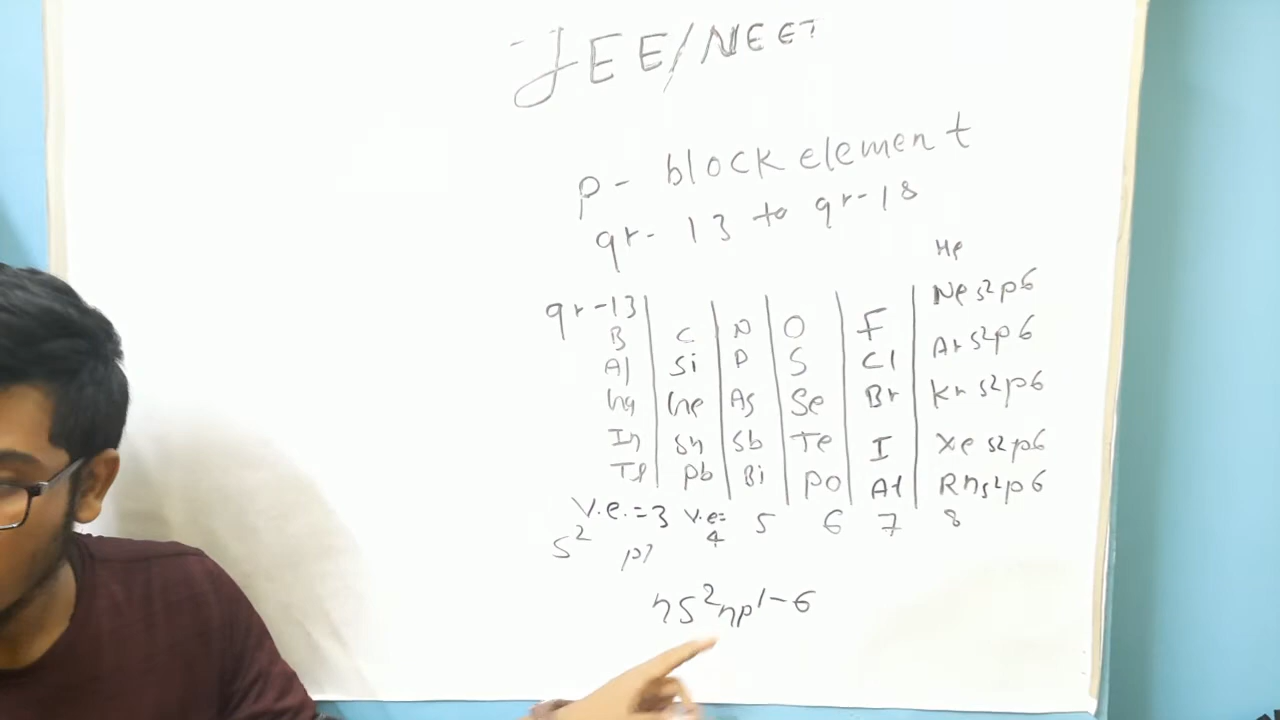 JEE/NEET
p- block element
gr- 13 to gr-18
He
gr-13 Ne s2p6
B C N O F
Al Si P S Cl Ar s2p6
Ga Ge As Se Br Kr s2p6
In Sn Sb Te I Xe s2p6
Tl Pb Bi Po At Rn s2p6
V.e.=3 V.e= 4 5 6 7 8
s² p1
ns²np1-6